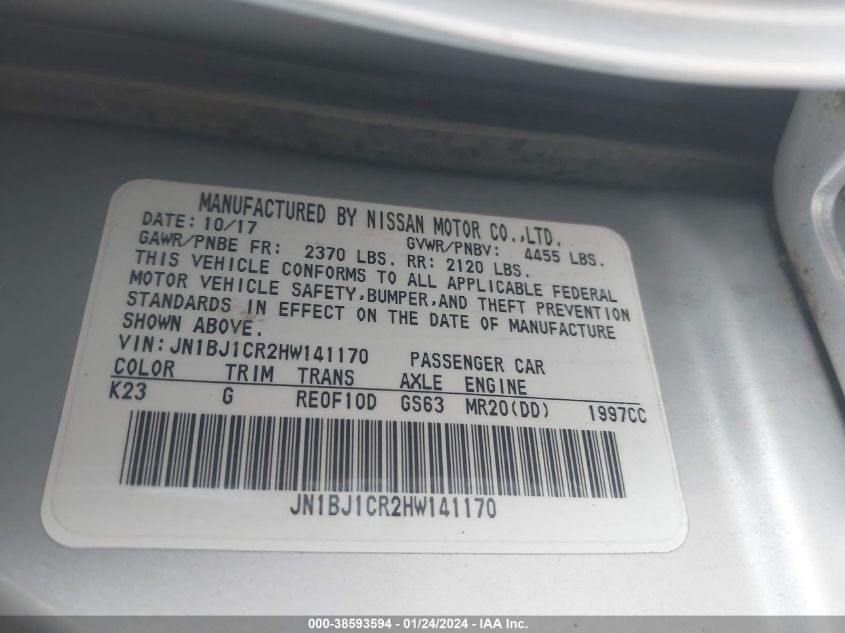 MANUFACTURED BY NISSAN MOTOR CO.,LTD.
DATE: 10/17
GAWR/PNBE FR: 2370 LBS. RR: 2120 LBS. GVWR/PNBV: 4455 LBS.
THIS VEHICLE CONFORMS TO ALL APPLICABLE FEDERAL
MOTOR VEHICLE SAFETY,BUMPER,AND THEFT PREVENTION
STANDARDS IN EFFECT ON THE DATE OF MANUFACTURE
SHOWN ABOVE.
VIN: JN1BJ1CR2HW141170 PASSENGER CAR
COLOR TRIM TRANS AXLE ENGINE
K23 G RE0F10D GS63 MR20(DD) 1997CC
JN1BJ1CR2HW141170
000-38593594 - 01/24/2024 - IAA Inc.